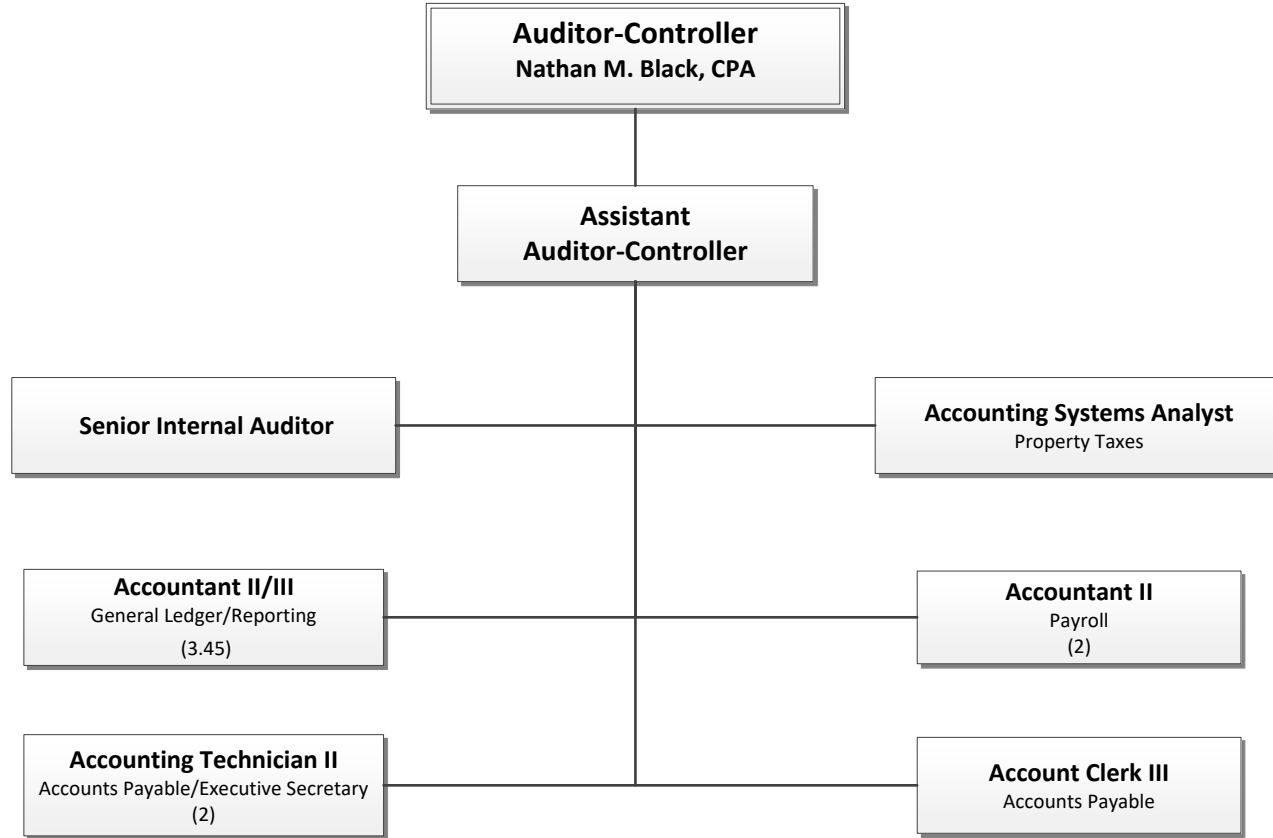 Auditor-Controller
Nathan M. Black, CPA
Assistant
Auditor-Controller
Senior Internal Auditor
Accounting Systems Analyst
Property Taxes
Accountant II/III
General Ledger/Reporting
(3.45)
Accountant II
Payroll
(2)
Accounting Technician II
Accounts Payable/Executive Secretary
(2)
Account Clerk III
Accounts Payable